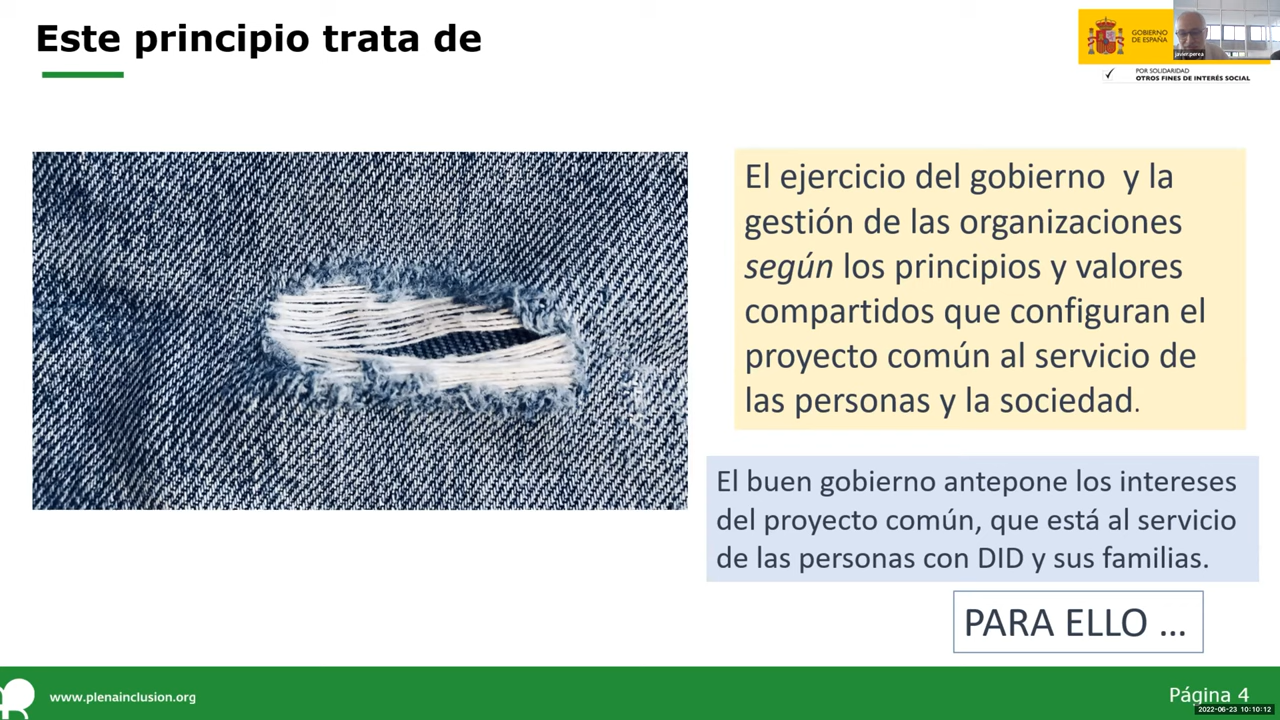 Este principio trata de
GOBIERNO
DE ESPAÑA
javier.perea
POR SOLIDARIDAD
OTROS FINES DE INTERÉS SOCIAL
El ejercicio del gobierno y la
gestión de las organizaciones
según los principios y valores
compartidos que configuran el
proyecto común al servicio de
las personas y la sociedad.
El buen gobierno antepone los intereses
del proyecto común, que está al servicio
de las personas con DID y sus familias.
PARA ELLO ...
www.plenainclusion.org
Página 4
2022-06-23 10:10:12